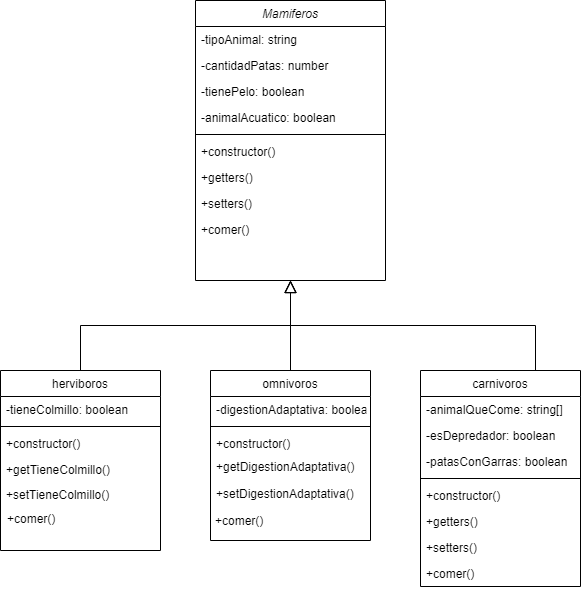 Mamíferos
-tipoAnimal: string
-cantidadPatas: number
-tienePelo: boolean
-animalAcuatico: boolean
+constructor()
+getters()
+setters()
+comer()
herviboros
-tieneColmillo: boolean
+constructor()
+getTieneColmillo()
+setTieneColmillo()
+comer()
omnivoros
-digestionAdaptativa: boolea
+constructor()
+getDigestionAdaptativa()
+setDigestionAdaptativa()
+comer()
carnivoros
-animalQueCome: string[]
-esDepredador: boolean
-patasConGarras: boolean
+constructor()
+getters()
+setters()
+comer()